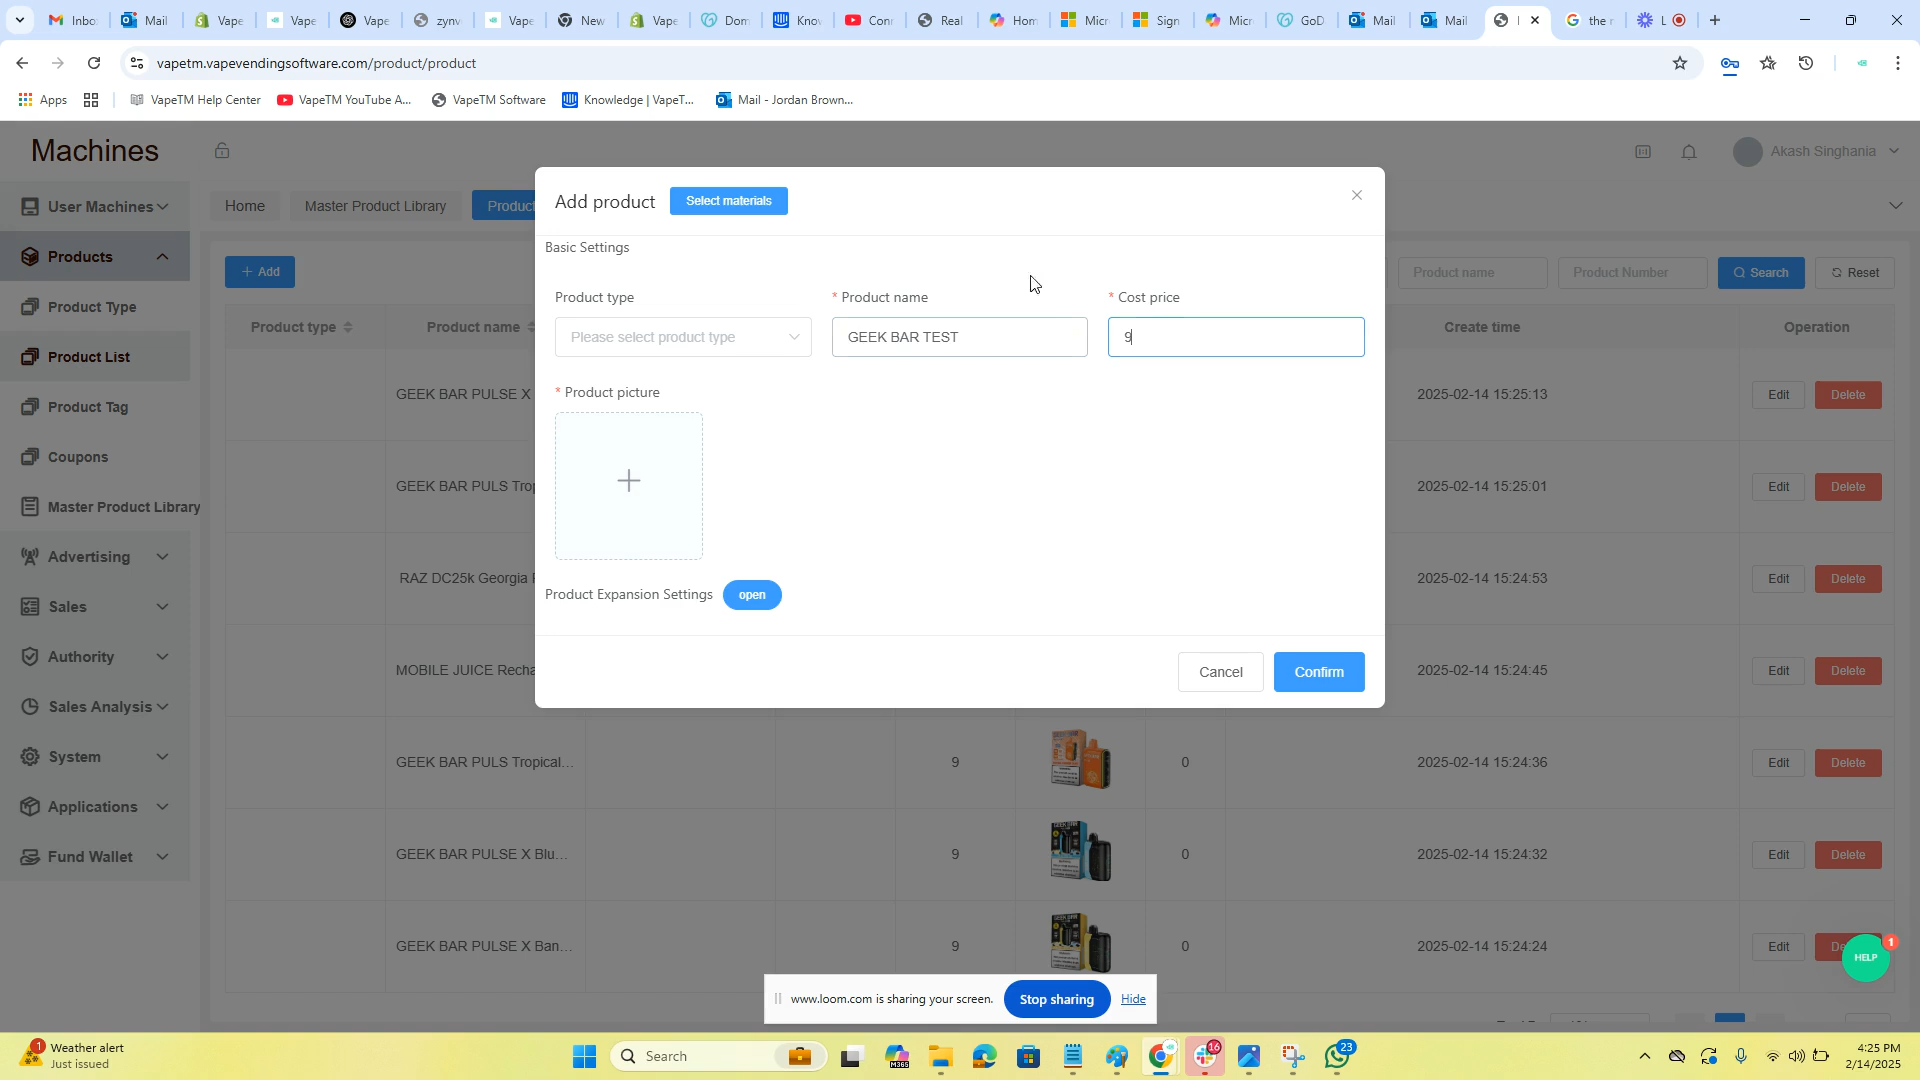 Inbo
Mail
Vape
Vape
Vape
zynv
Vape
New
Vape
Dom
Kno
Conr
Real
Hom
Micr
Sign
Micr
GoD
Mail
Mail
the r
L
vapetm.vapevendingsoftware.com/product/product
Apps
VapeTM Help Center
VapeTM YouTube A...
VapeTM Software
Knowledge | VapeT...
Mail - Jordan Brown...
Machines
Akash Singhania
User Machines
Home
Master Product Library
Product
Add product
Select materials
Products
+ Add
Basic Settings
Product name
Product Number
Search
Reset
Product Type
Product List
Product Tag
Coupons
Master Product Library
Advertising
Sales
Authority
Sales Analysis
System
Applications
Fund Wallet
Product type
Product name
Create time
Operation
Product type
* Product name
* Cost price
Please select product type
GEEK BAR TEST
9
* Product picture
Product Expansion Settings
open
Cancel
Confirm
GEEK BAR PULSE X
2025-02-14 15:25:13
Edit
Delete
GEEK BAR PULS Trop
2025-02-14 15:25:01
Edit
Delete
RAZ DC25k Georgia
2025-02-14 15:24:53
Edit
Delete
MOBILE JUICE Recha
2025-02-14 15:24:45
Edit
Delete
GEEK BAR PULS Tropical...
9
0
2025-02-14 15:24:36
Edit
Delete
GEEK BAR PULSE X Blu...
9
0
2025-02-14 15:24:32
Edit
Delete
GEEK BAR PULSE X Ban...
9
0
2025-02-14 15:24:24
Edit
De
HELP
1
www.loom.com is sharing your screen.
Stop sharing
Hide
1
Weather alert
Just issued
Search
M365
16
23
4:25 PM
2/14/2025